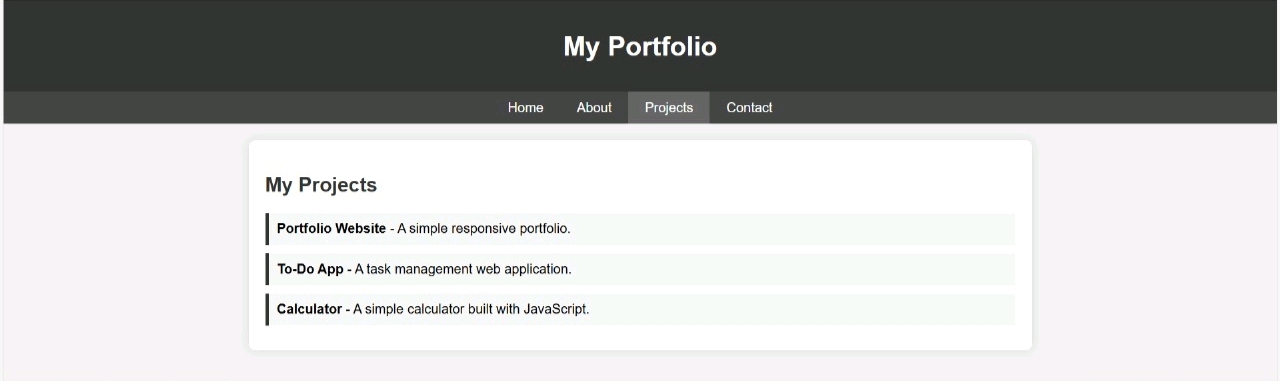 My Portfolio
Home About Projects Contact
My Projects
Portfolio Website - A simple responsive portfolio.
To-Do App - A task management web application.
Calculator - A simple calculator built with JavaScript.